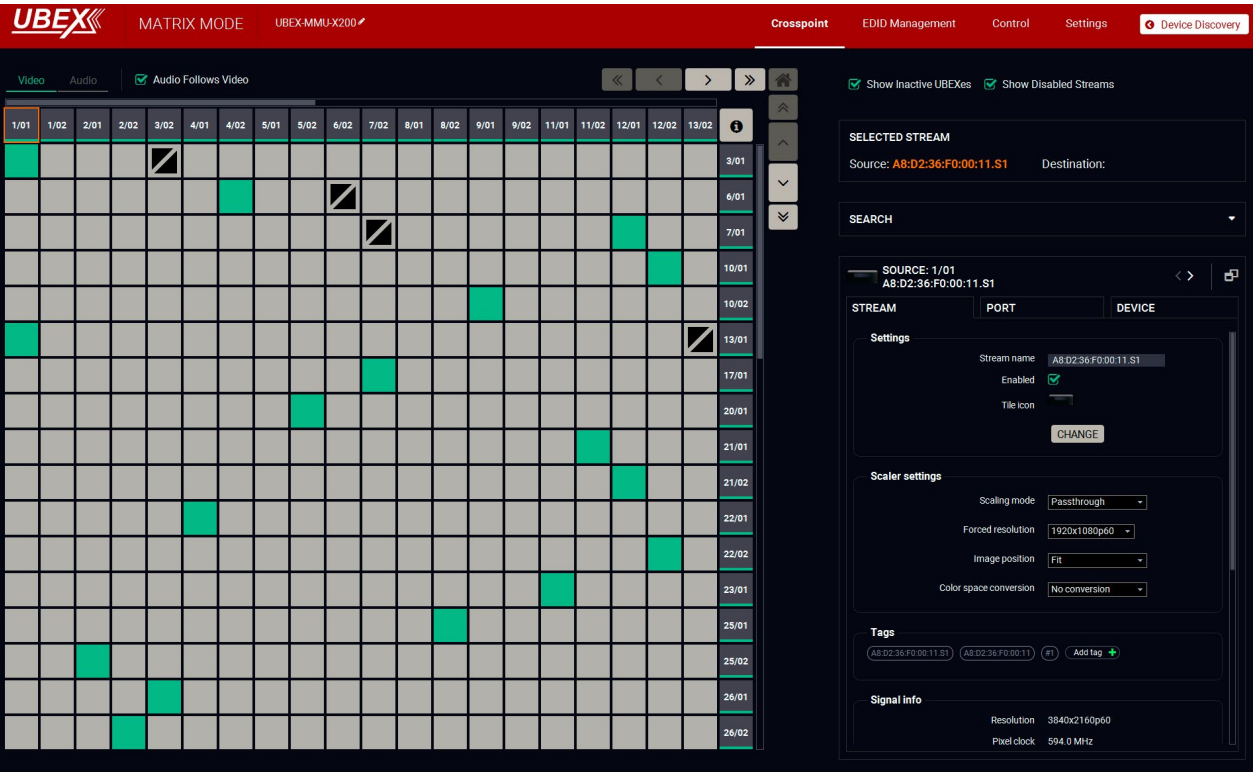 UBEX MATRIX MODE UBEX-MMU-X200 Crosspoint EDID Management Control Settings Device Discovery
Video Audio Audio Follows Video
Show Inactive UBEXes Show Disabled Streams
1/01 1/02 2/01 2/02 3/02 4/01 4/02 5/01 5/02 6/02 7/02 8/01 8/02 9/01 9/02 11/01 11/02 12/01 12/02 13/02
3/01
6/01
7/01
10/01
10/02
13/01
17/01
20/01
21/01
21/02
22/01
22/02
23/01
25/01
25/02
26/01
26/02
SELECTED STREAM
Source: A8:D2:36:F0:00:11.S1 Destination:
SEARCH
SOURCE: 1/01
A8:D2:36:F0:00:11.S1
STREAM PORT DEVICE
Settings
Stream name A8:D2:36:F0:00:11.S1
Enabled
Tile icon
CHANGE
Scaler settings
Scaling mode Passthrough
Forced resolution 1920x1080p60
Image position Fit
Color space conversion No conversion
Tags
A8:D2:36:F0:00:11.S1 A8:D2:36:F0:00:11 #1 Add tag +
Signal info
Resolution 3840x2160p60
Pixel clock 594.0 MHz